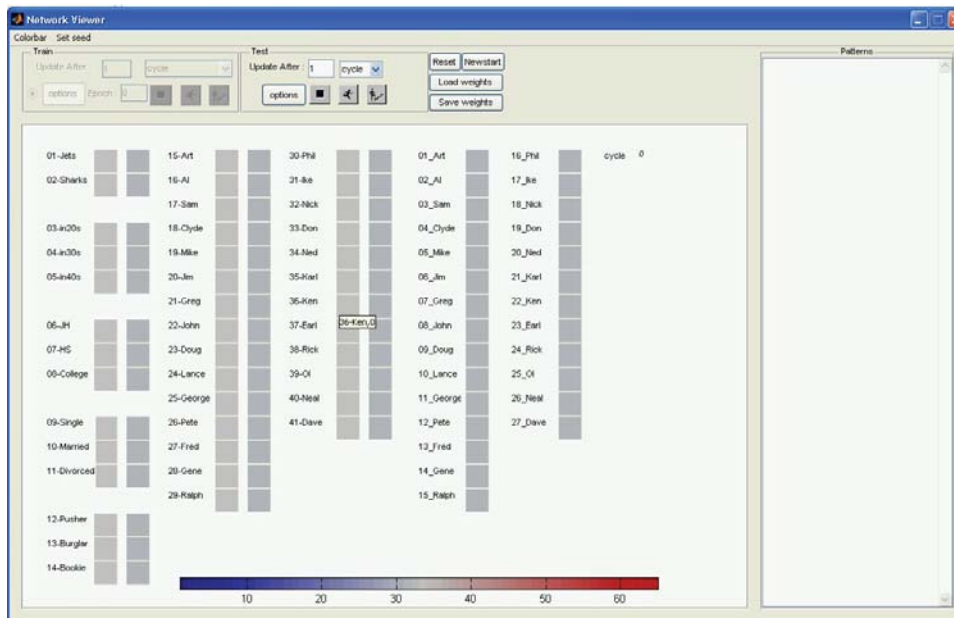 Network Viewer
Colorbar Set seed
Train
Update After 1 cycle
options Epoch: 0
Test
Update After: 1 cycle
options
Reset Newstart
Load weights
Save weights
Patterns
01-Jets
02-Sharks
03-in20s
04-in30s
05-in40s
06-JH
07-HS
08-College
09-Single
10-Married
11-Divorced
12-Pusher
13-Burglar
14-Bookie
15-Art
16-Al
17-Sam
18-Clyde
19-Mike
20-Jim
21-Greg
22-John
23-Doug
24-Lance
25-George
26-Pete
27-Fred
28-Gene
29-Ralph
30-Phil
31-Ike
32-Nick
33-Don
34-Ned
35-Karl
36-Ken
37-Earl
36-Ken,0
38-Rick
39-Ol
40-Neal
41-Dave
01_Art
02_Al
03_Sam
04_Clyde
05_Mike
06_Jim
07_Greg
08_John
09_Doug
10_Lance
11_George
12_Pete
13_Fred
14_Gene
15_Ralph
16_Phil
17_Ike
18_Nick
19_Don
20_Ned
21_Karl
22_Ken
23_Earl
24_Rick
25_Ol
26_Neal
27_Dave
cycle 0
10 20 30 40 50 60